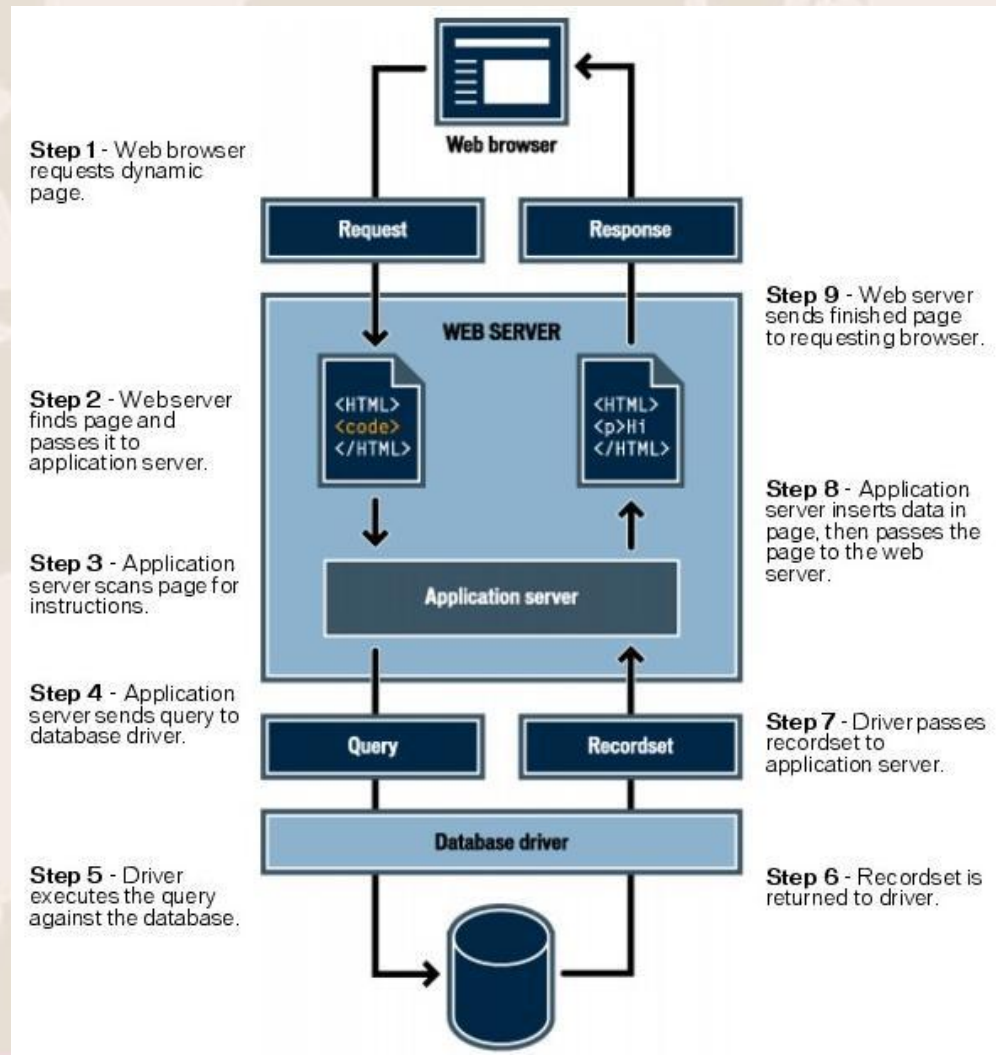 Web browser
Step 1 - Web browser
requests dynamic
page.
Request
Response
Step 9 - Web server
sends finished page
to requesting browser.
WEB SERVER
<HTML>
<code>
</HTML>
<HTML>
<p>Hi
</HTML>
Step 2 - Webserver
finds page and
passes it to
application server.
Step 8 - Application
server inserts data in
page, then passes the
page to the web
server.
Step 3 - Application
server scans page for
instructions.
Application server
Step 4 - Application
server sends query to
database driver.
Query
Recordset
Step 7 - Driver passes
recordset to
application server.
Database driver
Step 5 - Driver
executes the query
against the database.
Step 6 - Recordset is
returned to driver.